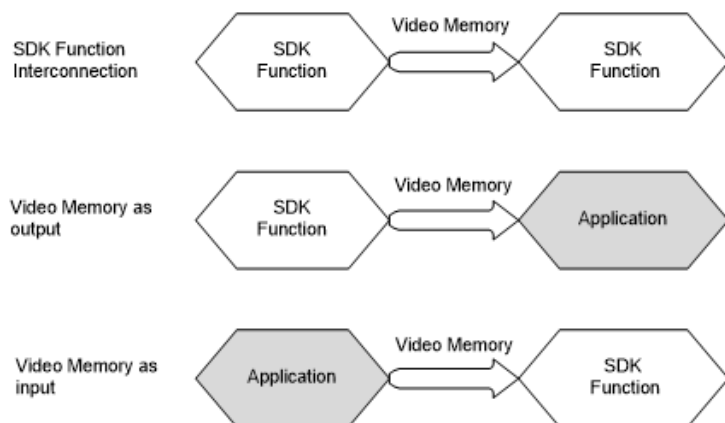 SDK Function
Interconnection
SDK
Function
Video Memory
SDK
Function
Video Memory as
output
SDK
Function
Video Memory
Application
Video Memory as
input
Application
Video Memory
SDK
Function